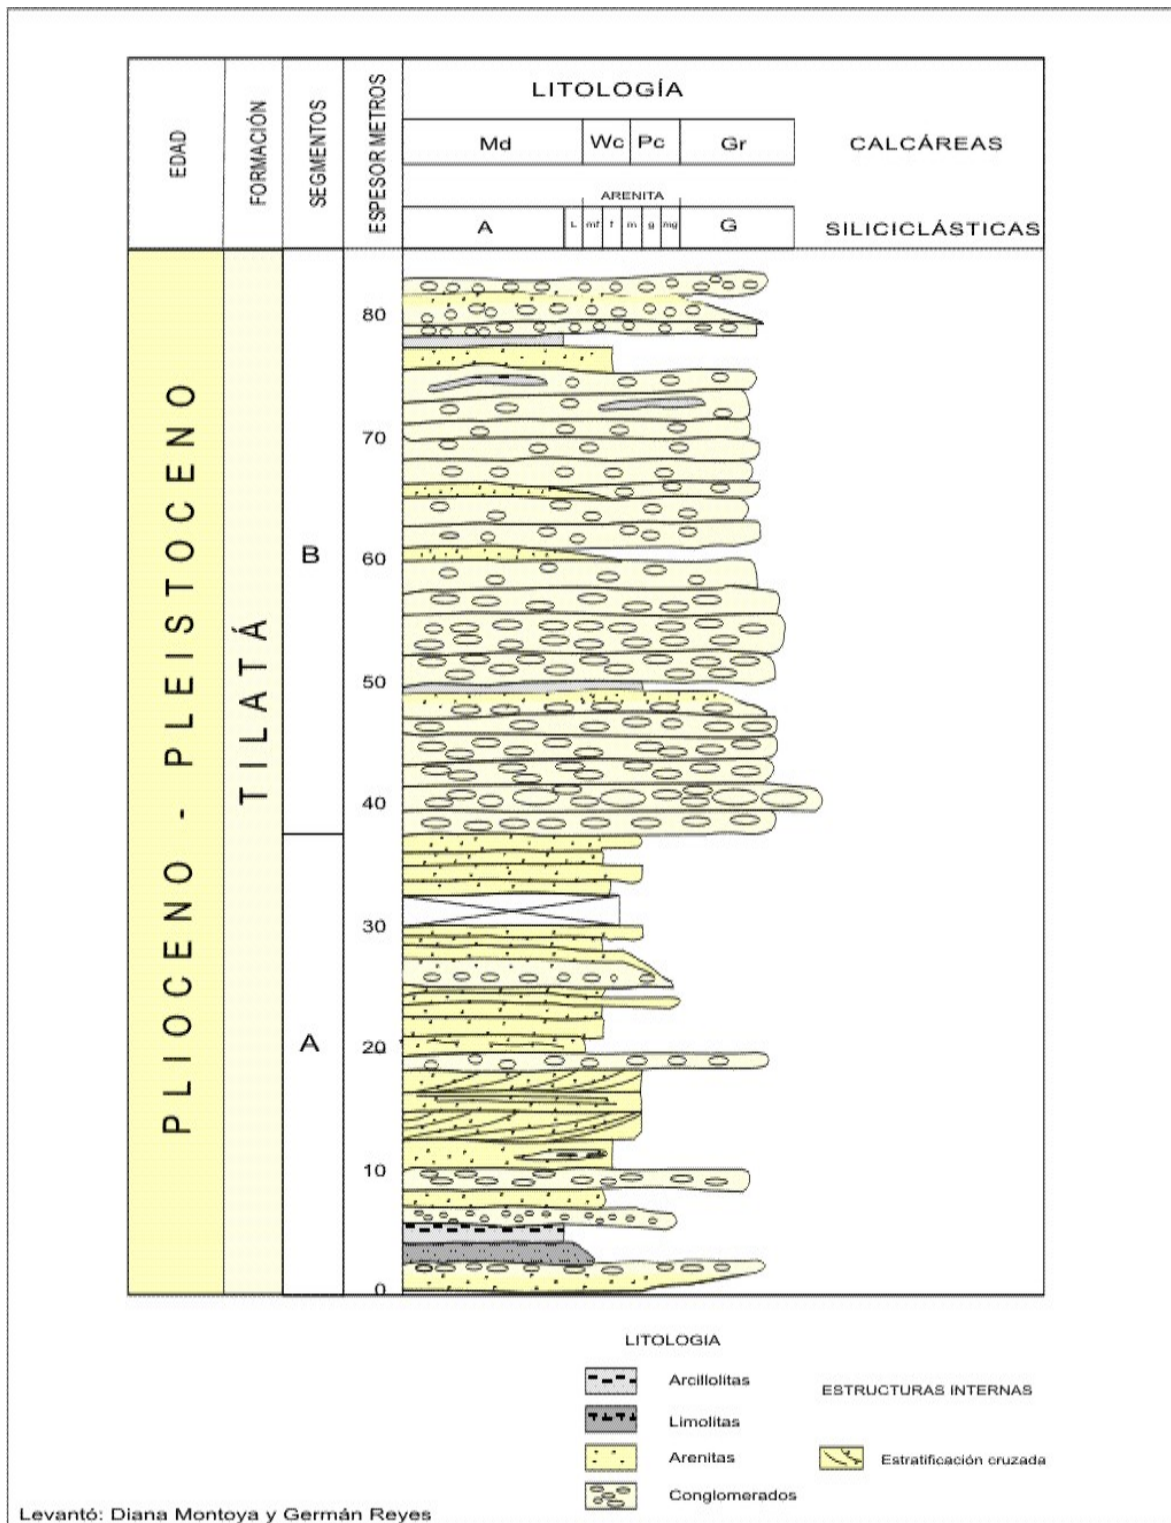 EDAD
FORMACIÓN
SEGMENTOS
ESPESOR METROS
LITOLOGÍA
Md Wc Pc Gr CALCÁREAS
ARENITA
A L mf f m g mg G SILICICLÁSTICAS
PLIOCENO - PLEISTOCENO
TILATÁ
B
A
80
70
60
50
40
30
20
10
0
LITOLOGIA
Arcillolitas
Limolitas
Arenitas
Conglomerados
ESTRUCTURAS INTERNAS
Estratificación cruzada
Levantó: Diana Montoya y Germán Reyes